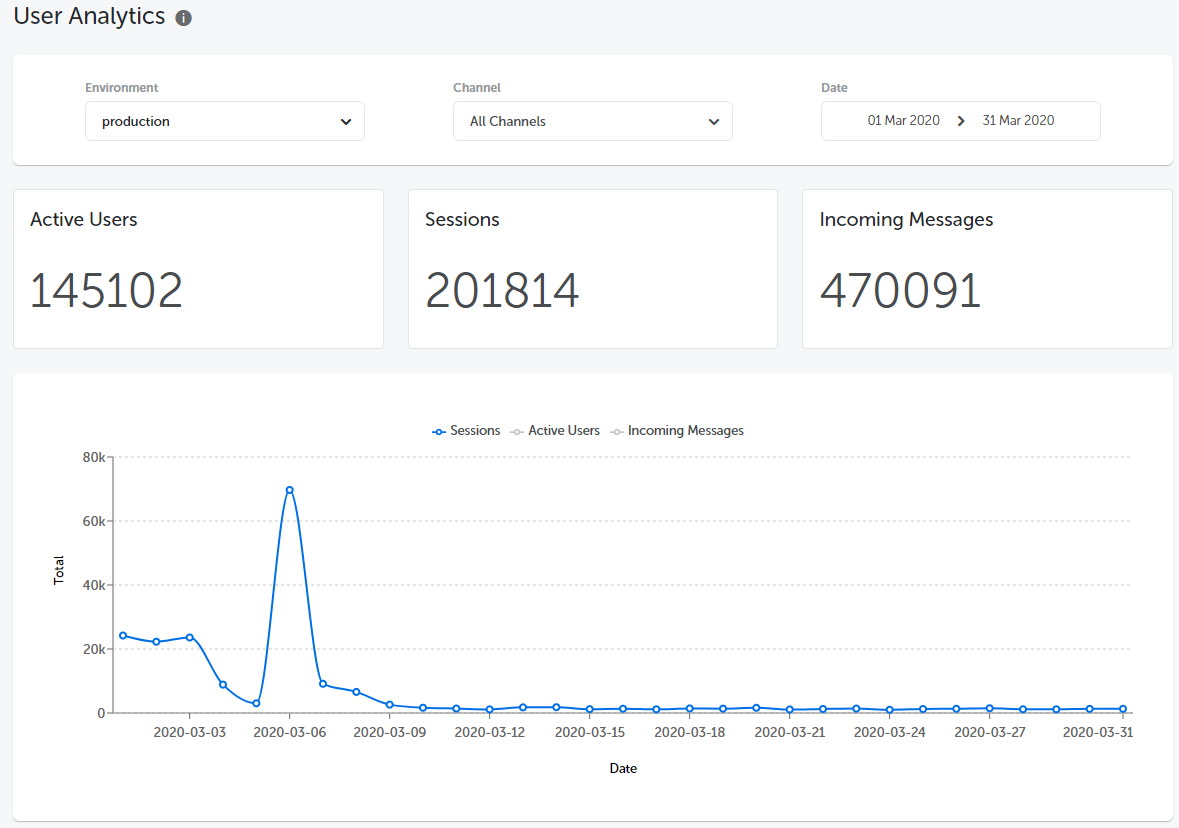 User Analytics
Environment Channel Date
production All Channels 01 Mar 2020 31 Mar 2020
Active Users Sessions Incoming Messages
145102 201814 470091
Sessions Active Users Incoming Messages
80k
60k
40k
20k
0
Total
2020-03-03 2020-03-06 2020-03-09 2020-03-12 2020-03-15 2020-03-18 2020-03-21 2020-03-24 2020-03-27 2020-03-31
Date